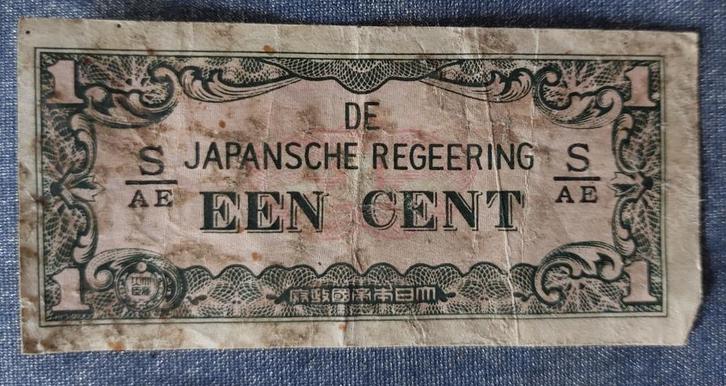 1 1
DE
JAPANSCHE REGEERING
S/AE S/AE
EEN CENT
1 1
大日本帝國政府